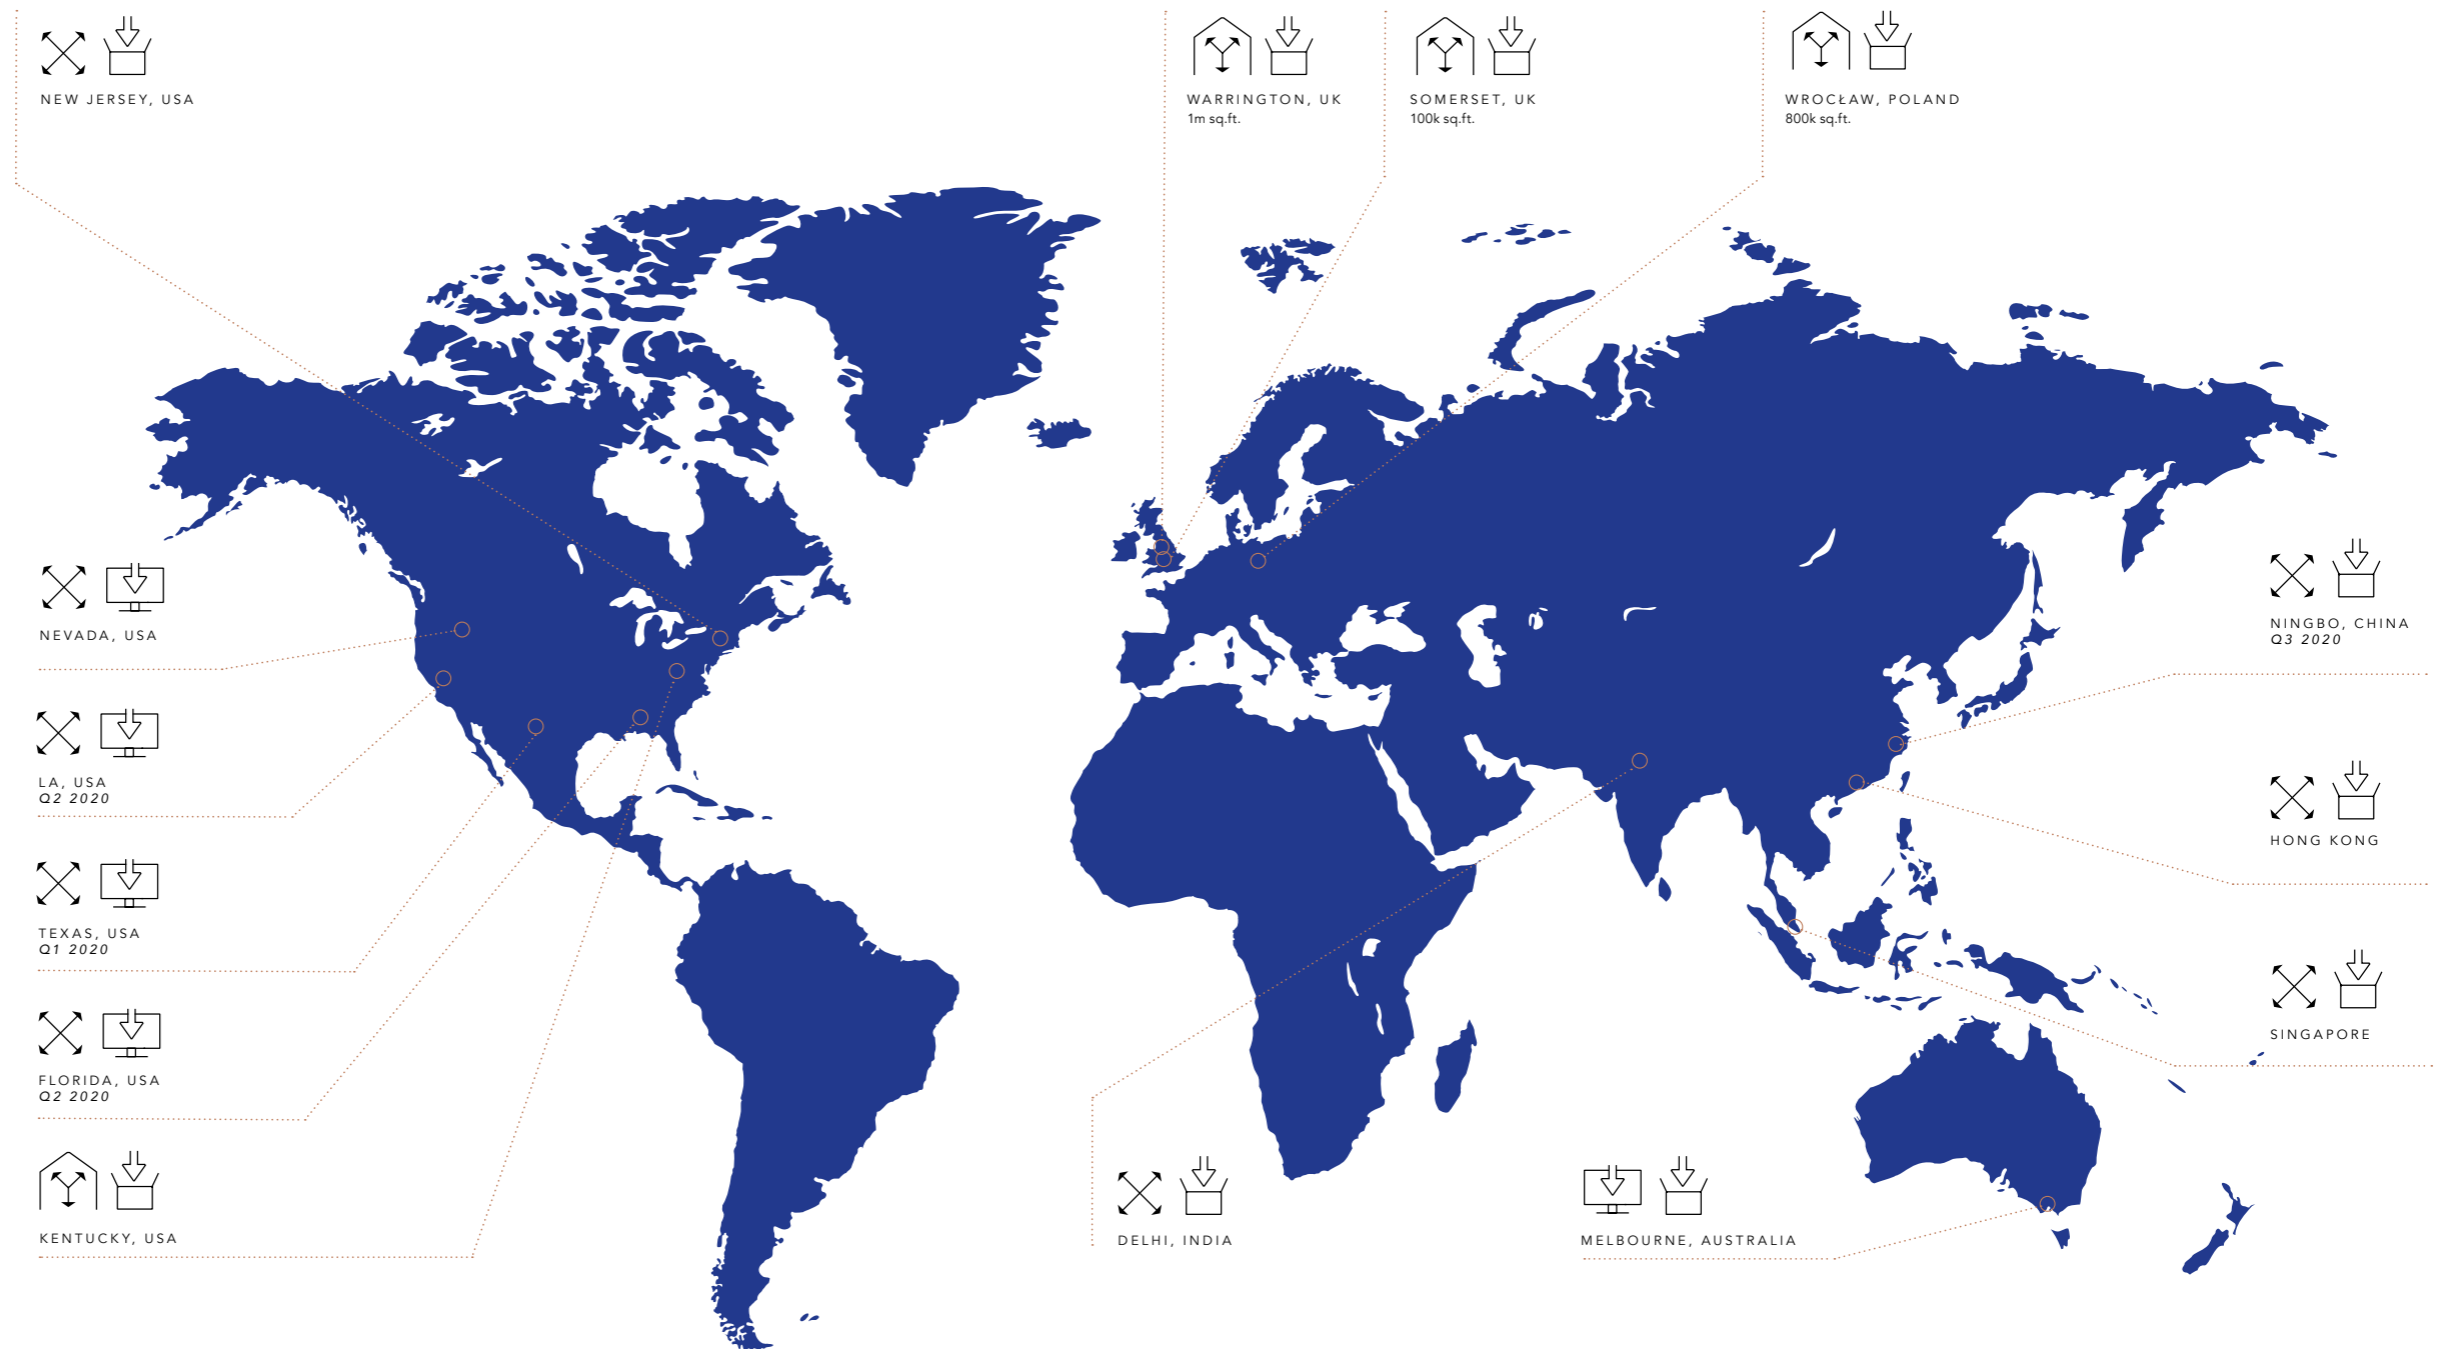 NEW JERSEY, USA
WARRINGTON, UK
1m sq.ft.
SOMERSET, UK
100k sq.ft.
WROCŁAW, POLAND
800k sq.ft.
NEVADA, USA
LA, USA
Q2 2020
TEXAS, USA
Q1 2020
FLORIDA, USA
Q2 2020
KENTUCKY, USA
DELHI, INDIA
MELBOURNE, AUSTRALIA
NINGBO, CHINA
Q3 2020
HONG KONG
SINGAPORE